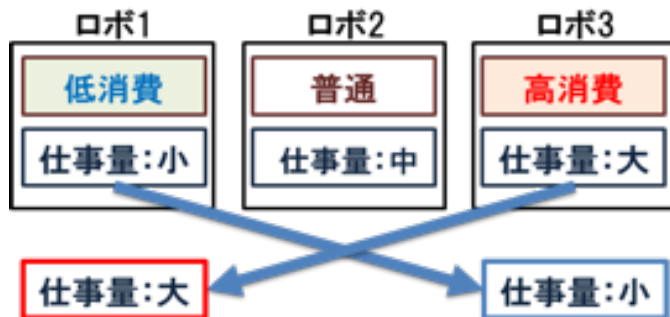 ロボ1 ロボ2 ロボ3
低消費 普通 高消費
仕事量:小 仕事量:中 仕事量:大
仕事量:大 仕事量:小